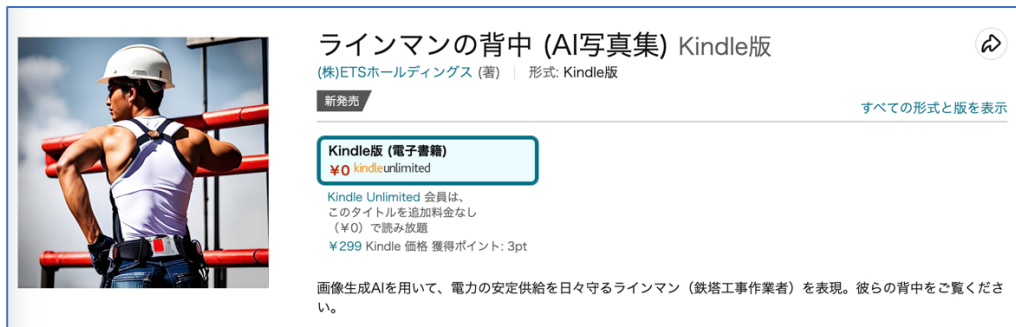 ラインマンの背中 (AI写真集) Kindle版
(株)ETSホールディングス (著) 形式: Kindle版
新発売
すべての形式と版を表示
Kindle版 (電子書籍)
¥0 kindleunlimited
Kindle Unlimited 会員は、
このタイトルを追加料金なし
（¥0）で読み放題
¥299 Kindle 価格 獲得ポイント: 3pt
画像生成AIを用いて、電力の安定供給を日々守るラインマン（鉄塔工事作業者）を表現。彼らの背中をご覧くださ
い。